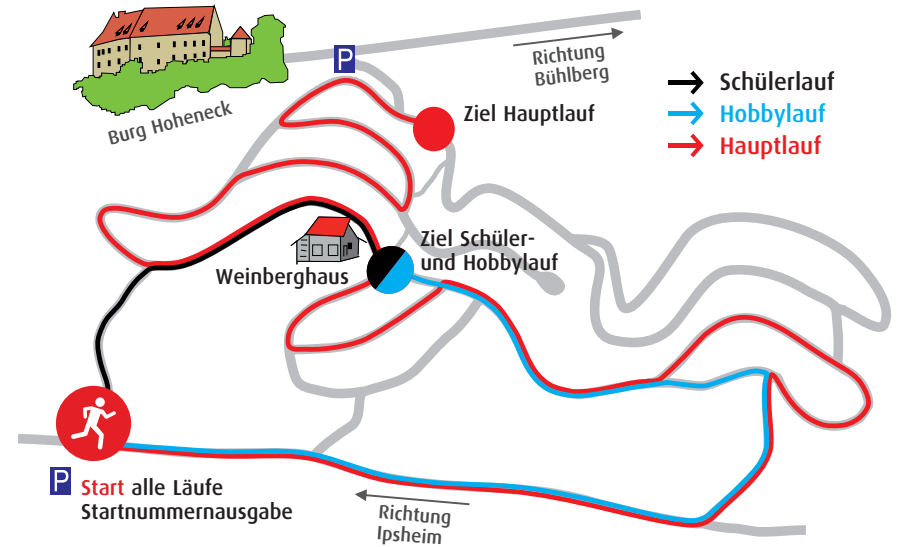 P
Richtung
Bühlberg
Burg Hoheneck
Ziel Hauptlauf
Schülerlauf
Hobbylauf
Hauptlauf
Ziel Schüler-
und Hobbylauf
Weinberghaus
P
Start alle Läufe
Startnummernausgabe
Richtung
Ipsheim